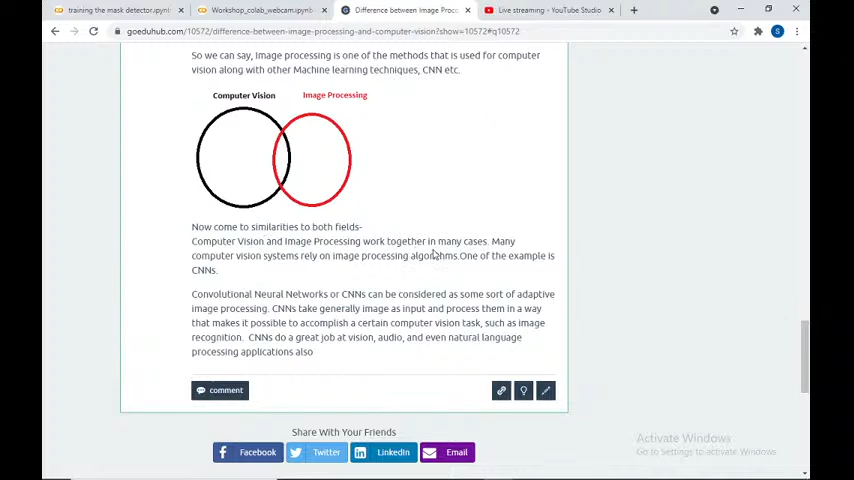 training the mask detector.ipynb
Workshop_colab_webcam.ipynb
Difference between Image Proc
Live streaming - YouTube Studio
goeduhub.com/10572/difference-between-image-processing-and-computer-vision?show=10572#q10572
S
So we can say, Image processing is one of the methods that is used for computer
vision along with other Machine learning techniques, CNN etc.
Computer Vision
Image Processing
Now come to similarities to both fields-
Computer Vision and Image Processing work together in many cases. Many
computer vision systems rely on image processing algorithms.One of the example is
CNNs.
Convolutional Neural Networks or CNNs can be considered as some sort of adaptive
image processing. CNNs take generally image as input and process them in a way
that makes it possible to accomplish a certain computer vision task, such as image
recognition. CNNs do a great job at vision, audio, and even natural language
processing applications also
comment
Share With Your Friends
Facebook
Twitter
LinkedIn
Email
Activate Windows
Go to Settings to activate Windows.